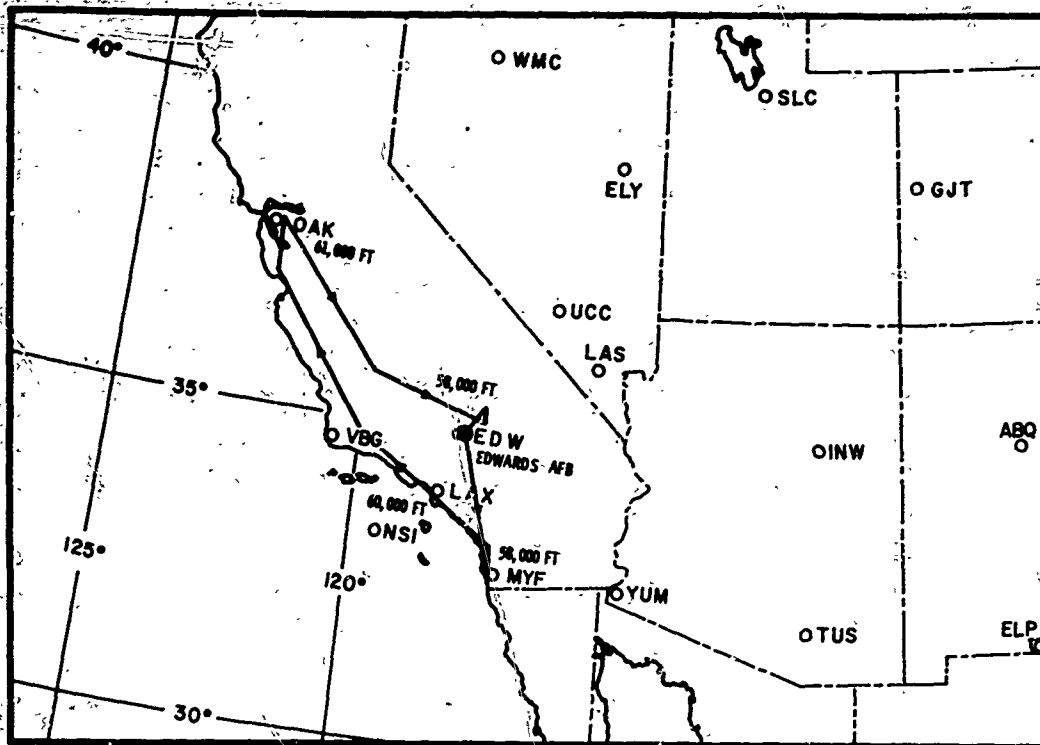 40°
WMC
SLC
ELY
GJT
OAK
61,000 FT
UCC
LAS
35°
58,000 FT
VBG
EDW
EDWARDS AFB
INW
ABQ
LAX
60,000 FT
NSI
125°
120°
58,000 FT
MYF
YUM
TUS
ELP
30°